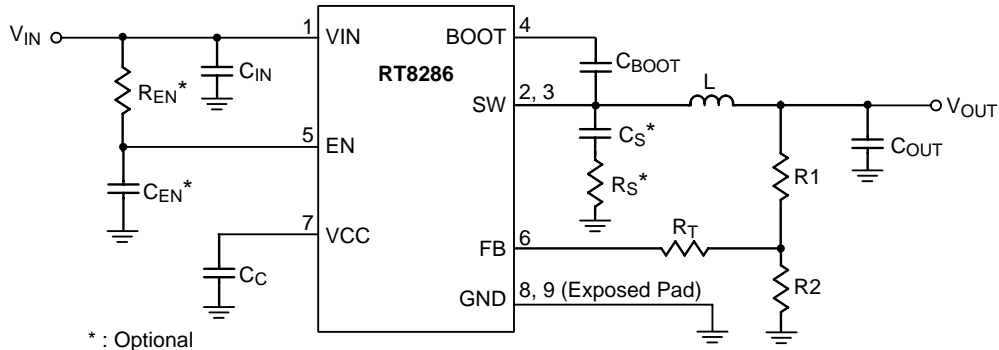 VIN
1
VIN
BOOT
4
RT8286
CIN
CBOOT
REN*
SW
2, 3
L
VOUT
5
EN
CS*
COUT
CEN*
RS*
R1
7
VCC
FB
6
RT
CC
R2
GND
8, 9 (Exposed Pad)
* : Optional